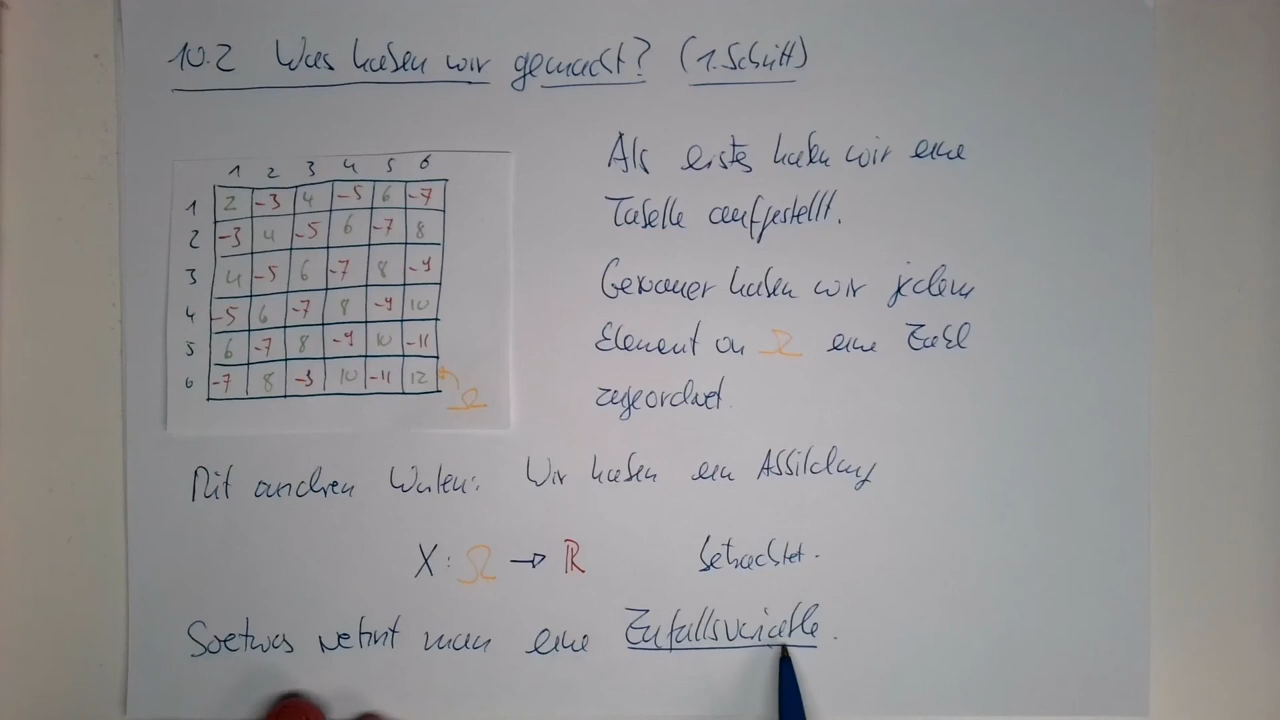 10.2 Was haben wir gemacht? (1. Schritt)
1 2 3 4 5 6
1 2 -3 4 -5 6 -7
2 -3 4 -5 6 -7 8
3 4 -5 6 -7 8 -9
4 -5 6 -7 8 -9 10
5 6 -7 8 -9 10 -11
6 -7 8 -9 10 -11 12
Ω
Als erstes haben wir eine
Tabelle aufgestellt.
Genauer haben wir jedem
Element on Ω eine Zahl
zugeordnet.
Mit anderen Worten: Wir haben ein Abbildung
X: Ω → ℝ betrachtet.
Soetwas nennt man eine Zufallsvariable.